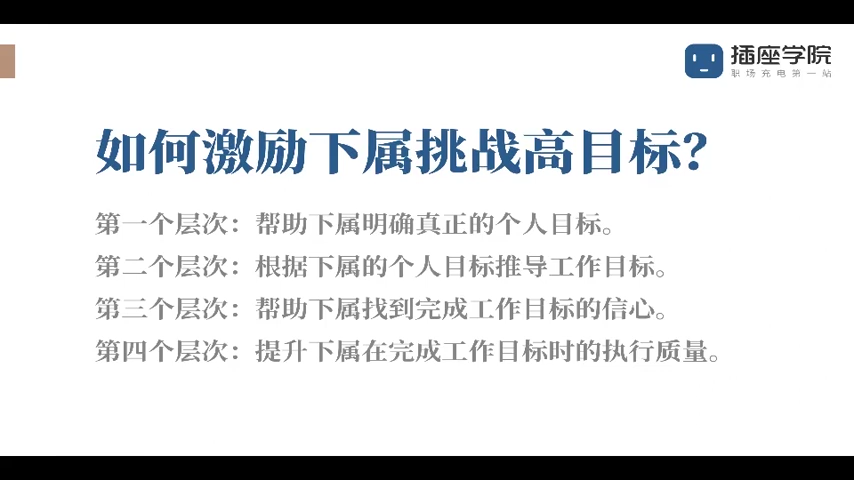 插座学院
职场充电第一站
如何激励下属挑战高目标？
第一个层次：帮助下属明确真正的个人目标。
第二个层次：根据下属的个人目标推导工作目标。
第三个层次：帮助下属找到完成工作目标的信心。
第四个层次：提升下属在完成工作目标时的执行质量。